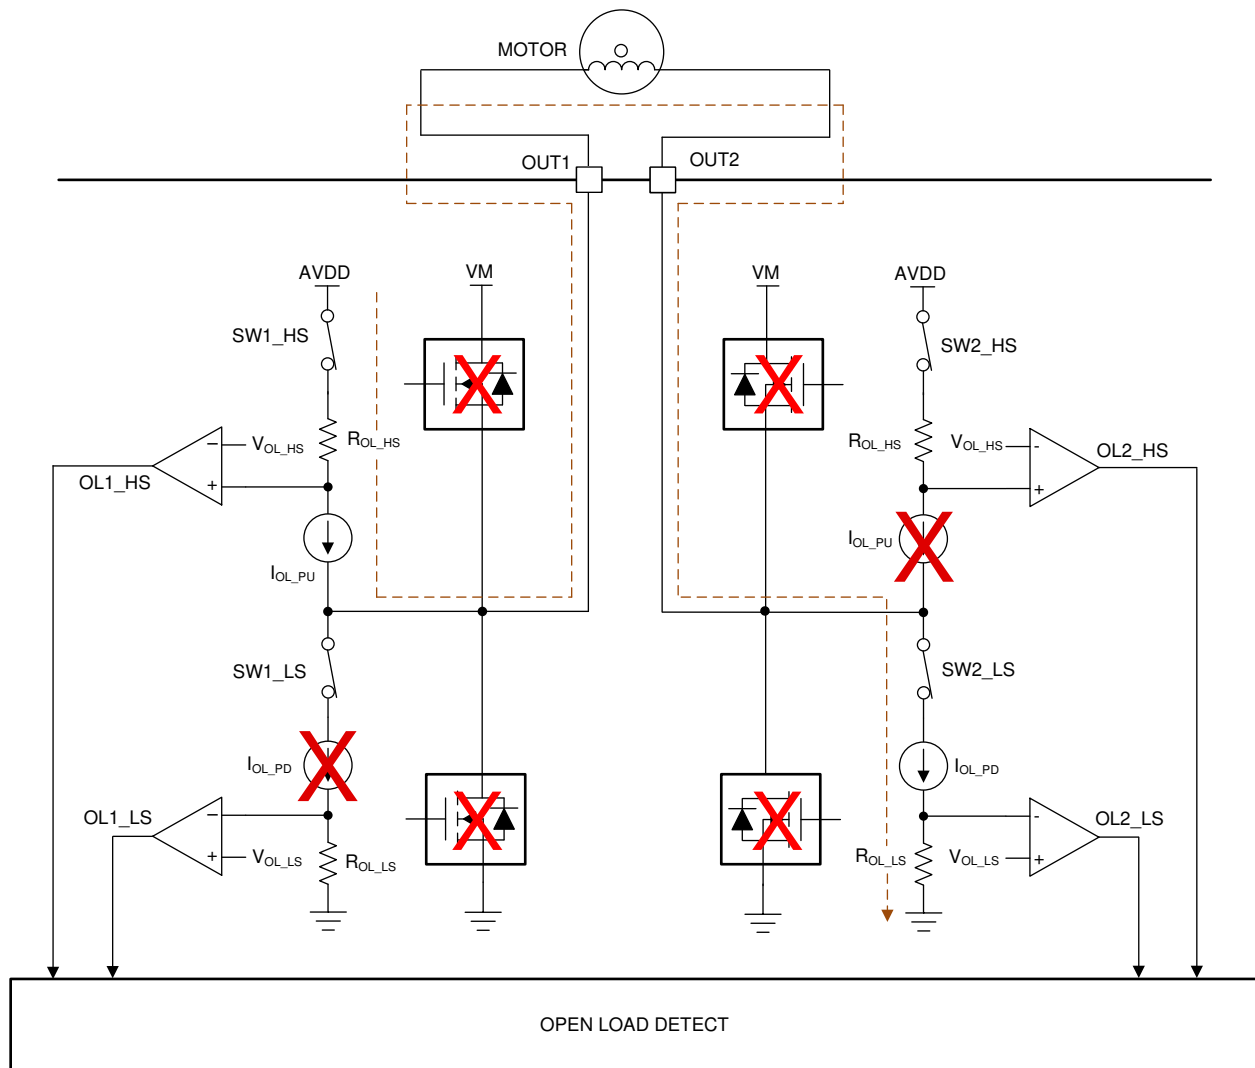 MOTOR
OUT1
OUT2
AVDD
VM
VM
AVDD
SW1_HS
SW2_HS
ROL_HS
VOL_HS
-
+
OL1_HS
ROL_HS
VOL_HS
-
+
OL2_HS
IOL_PU
IOL_PU
SW1_LS
SW2_LS
IOL_PD
IOL_PD
OL1_LS
-
+
VOL_LS
ROL_LS
ROL_LS
VOL_LS
-
+
OL2_LS
OPEN LOAD DETECT